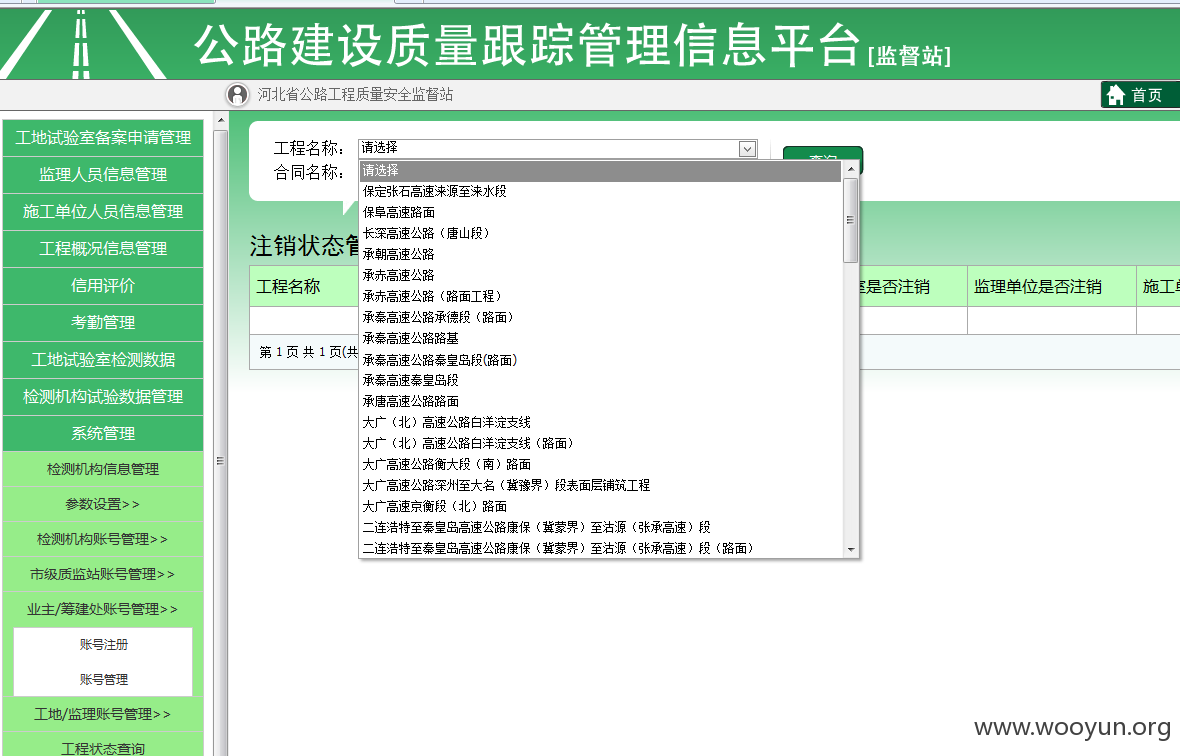 公路建设质量跟踪管理信息平台[监督站]
河北省公路工程质量安全监督站
首页
工地试验室备案申请管理
监理人员信息管理
施工单位人员信息管理
工程概况信息管理
信用评价
考勤管理
工地试验室检测数据
检测机构试验数据管理
系统管理
检测机构信息管理
参数设置>>
检测机构账号管理>>
市级质监站账号管理>>
业主/筹建处账号管理>>
账号注册
账号管理
工地/监理账号管理>>
工程状态查询
工程名称: 请选择
合同名称:
查询
请选择
保定张石高速涞源至涞水段
保阜高速路面
长深高速公路（唐山段）
承朝高速公路
承赤高速公路
承赤高速公路（路面工程）
承秦高速公路承德段（路面）
承秦高速公路路基
承秦高速公路秦皇岛段(路面)
承秦高速秦皇岛段
承唐高速公路路面
大广（北）高速公路白洋淀支线
大广（北）高速公路白洋淀支线（路面）
大广高速公路衡大段（南）路面
大广高速公路深州至大名（冀豫界）段表面层铺筑工程
大广高速京衡段（北）路面
二连浩特至秦皇岛高速公路康保（冀蒙界）至沽源（张承高速）段
二连浩特至秦皇岛高速公路康保（冀蒙界）至沽源（张承高速）段（路面）
注销状态
工程名称 是否注销 监理单位是否注销 施工
第 1 页 共 1 页(共
www.wooyun.org